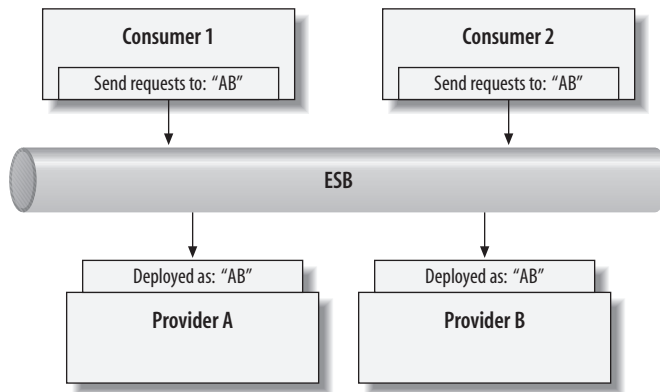 Consumer 1
Consumer 2
Send requests to: “AB”
Send requests to: “AB”
ESB
Deployed as: “AB”
Deployed as: “AB”
Provider A
Provider B